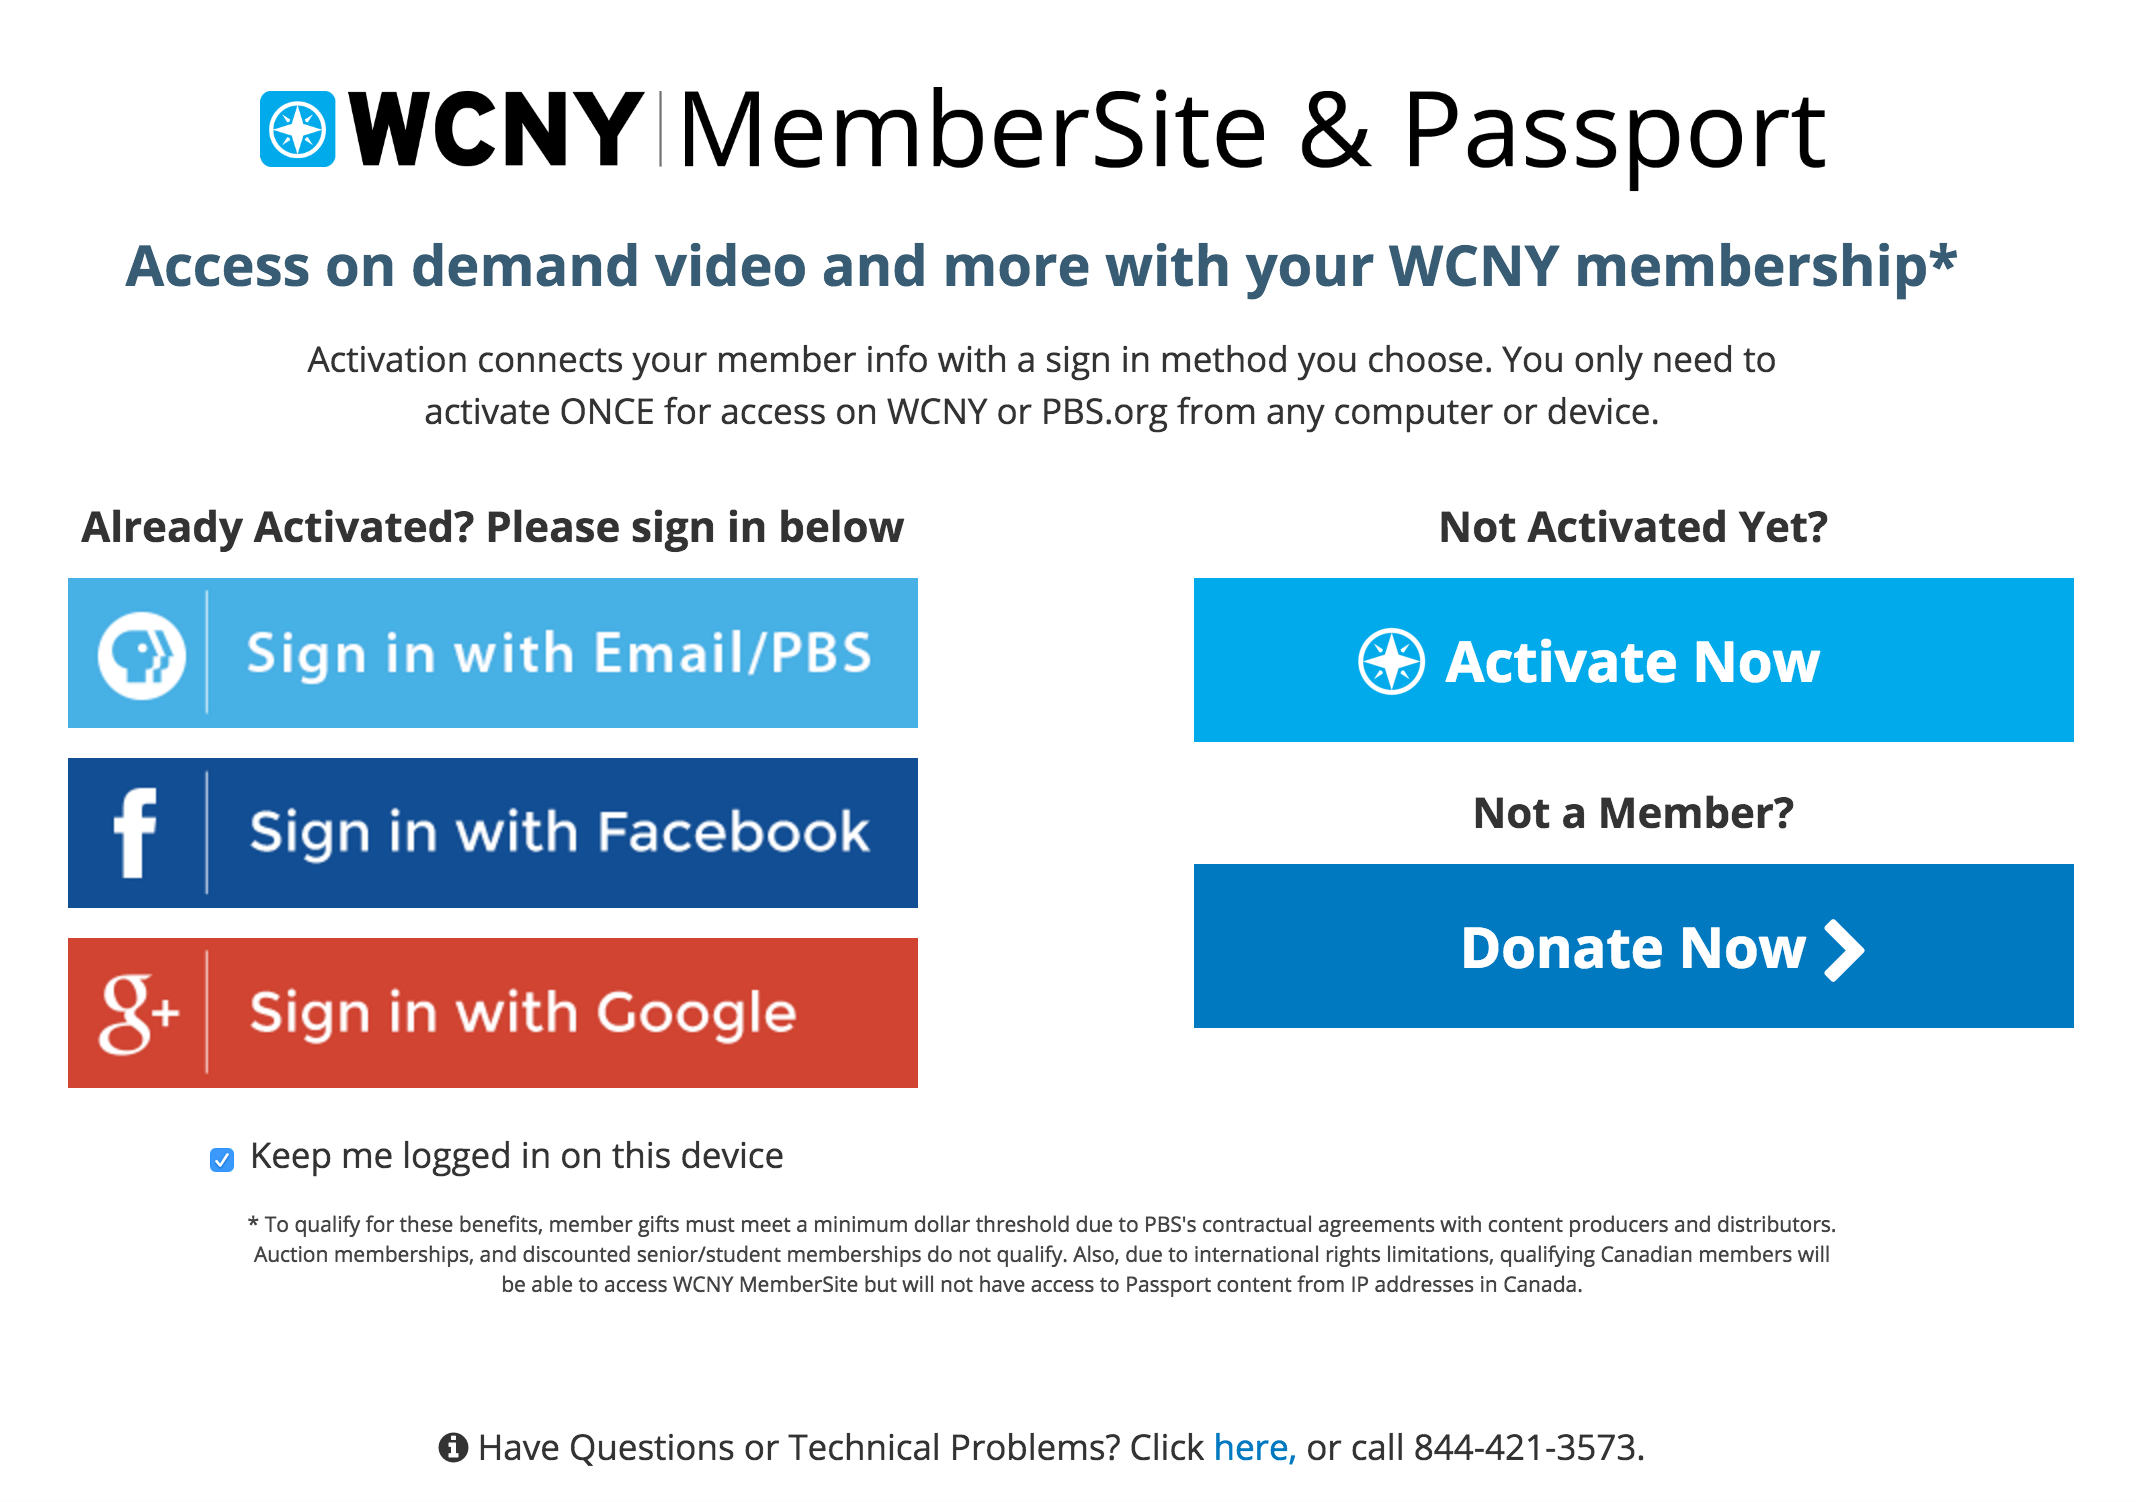 WCNY MemberSite & Passport
Access on demand video and more with your WCNY membership*
Activation connects your member info with a sign in method you choose. You only need to
activate ONCE for access on WCNY or PBS.org from any computer or device.
Already Activated? Please sign in below
Sign in with Email/PBS
f Sign in with Facebook
g+ Sign in with Google
Keep me logged in on this device
Not Activated Yet?
Activate Now
Not a Member?
Donate Now
* To qualify for these benefits, member gifts must meet a minimum dollar threshold due to PBS's contractual agreements with content producers and distributors.
Auction memberships, and discounted senior/student memberships do not qualify. Also, due to international rights limitations, qualifying Canadian members will
be able to access WCNY MemberSite but will not have access to Passport content from IP addresses in Canada.
Have Questions or Technical Problems? Click here, or call 844-421-3573.